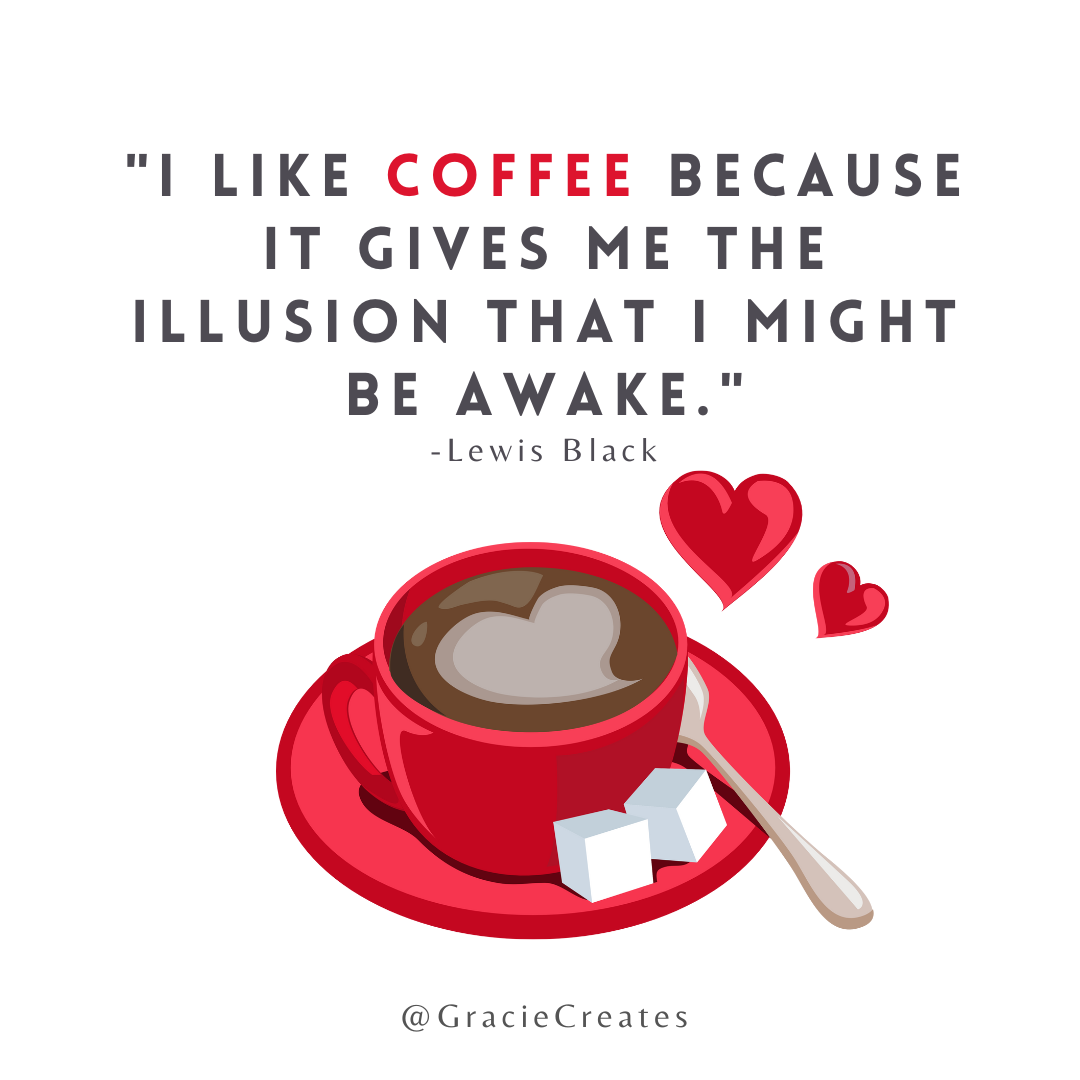 "I LIKE COFFEE BECAUSE
IT GIVES ME THE
ILLUSION THAT I MIGHT
BE AWAKE."
-Lewis Black
@GracieCreates